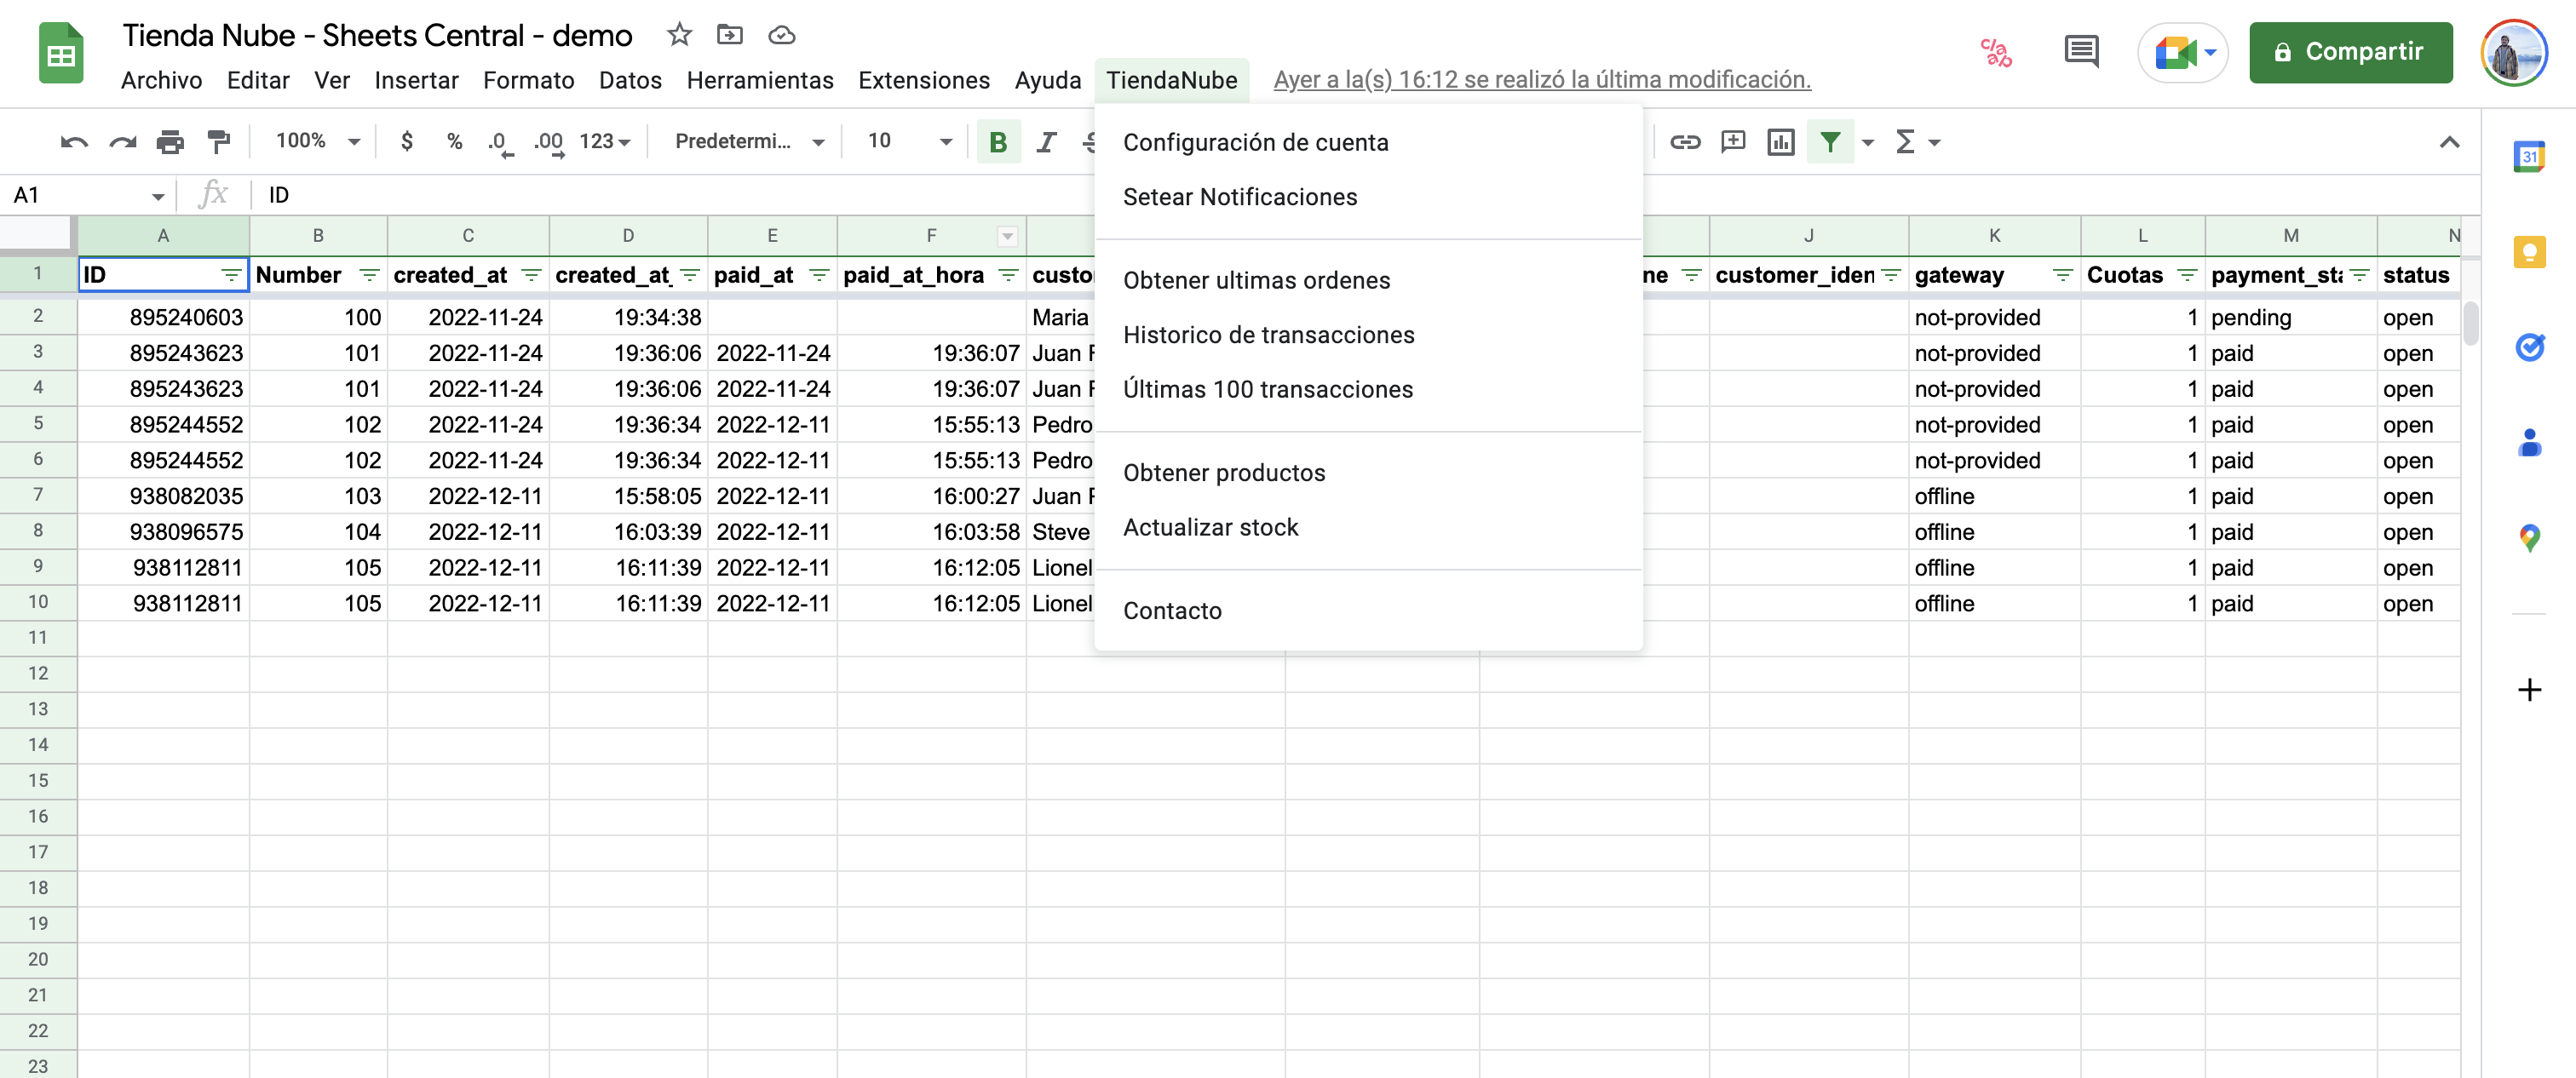 Tienda Nube - Sheets Central - demo
Archivo Editar Ver Insertar Formato Datos Herramientas Extensiones Ayuda TiendaNube Ayer a la(s) 16:12 se realizó la última modificación.
Compartir
100% $ % .0 .00 123 Predetermi... 10 B I S
A1 fx ID
A B C D E F J K L M N
1 ID Number created_at created_at_ paid_at paid_at_hora custo ne customer_iden gateway Cuotas payment_sta status
2 895240603 100 2022-11-24 19:34:38 Maria not-provided 1 pending open
3 895243623 101 2022-11-24 19:36:06 2022-11-24 19:36:07 Juan not-provided 1 paid open
4 895243623 101 2022-11-24 19:36:06 2022-11-24 19:36:07 Juan not-provided 1 paid open
5 895244552 102 2022-11-24 19:36:34 2022-12-11 15:55:13 Pedro not-provided 1 paid open
6 895244552 102 2022-11-24 19:36:34 2022-12-11 15:55:13 Pedro not-provided 1 paid open
7 938082035 103 2022-12-11 15:58:05 2022-12-11 16:00:27 Juan offline 1 paid open
8 938096575 104 2022-12-11 16:03:39 2022-12-11 16:03:58 Steve offline 1 paid open
9 938112811 105 2022-12-11 16:11:39 2022-12-11 16:12:05 Lionel offline 1 paid open
10 938112811 105 2022-12-11 16:11:39 2022-12-11 16:12:05 Lionel offline 1 paid open
11
12
13
14
15
16
17
18
19
20
21
22
23
Configuración de cuenta
Setear Notificaciones
Obtener ultimas ordenes
Historico de transacciones
Últimas 100 transacciones
Obtener productos
Actualizar stock
Contacto
31